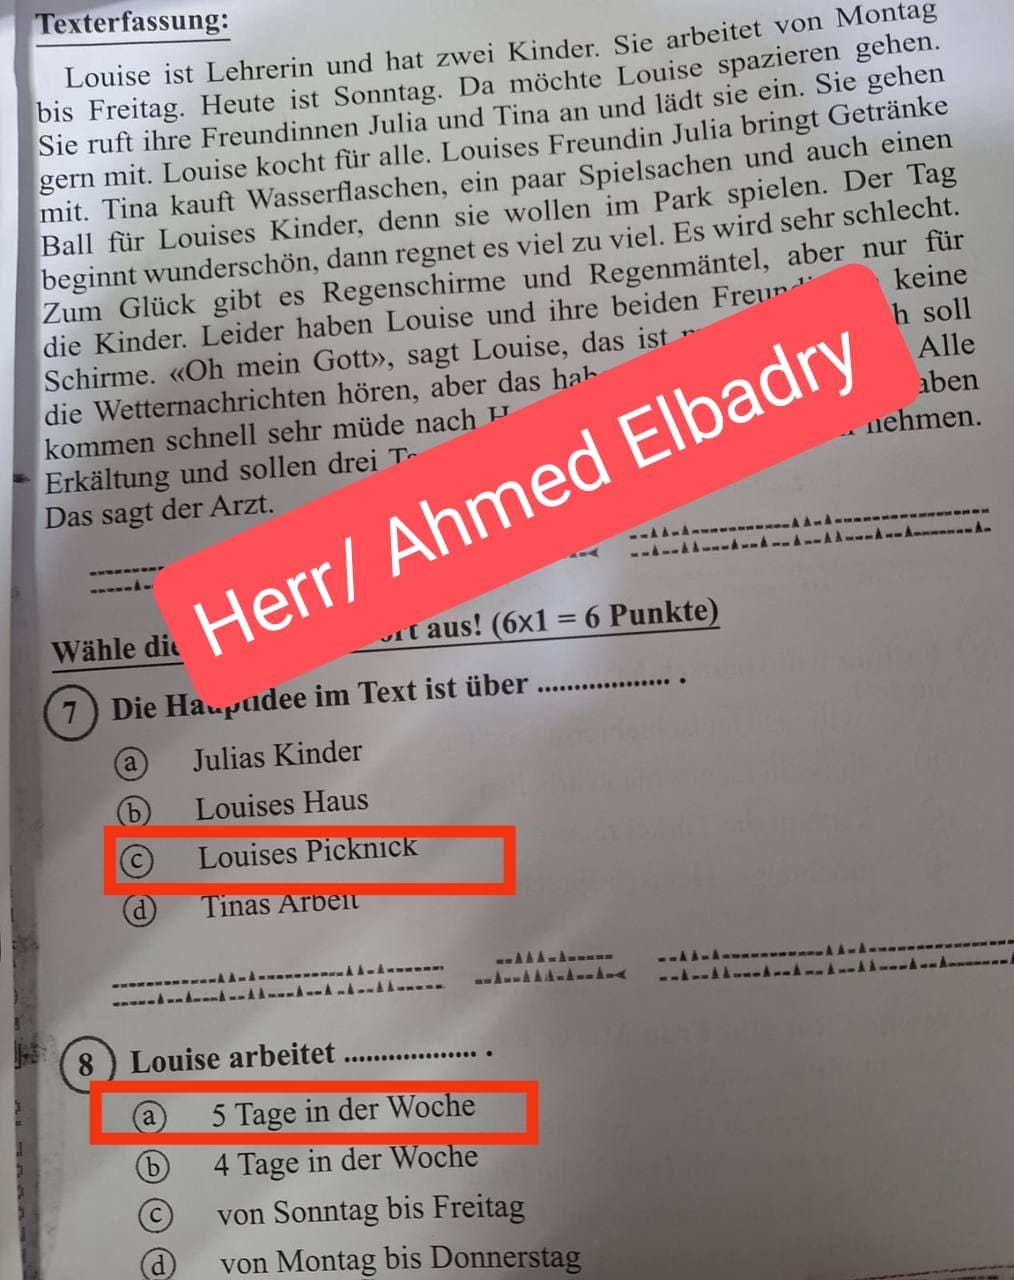 Texterfassung:
Louise ist Lehrerin und hat zwei Kinder. Sie arbeitet von Montag
bis Freitag. Heute ist Sonntag. Da möchte Louise spazieren gehen.
Sie ruft ihre Freundinnen Julia und Tina an und lädt sie ein. Sie gehen
gern mit. Louise kocht für alle. Louises Freundin Julia bringt Getränke
mit. Tina kauft Wasserflaschen, ein paar Spielsachen und auch einen
Ball für Louises Kinder, denn sie wollen im Park spielen. Der Tag
beginnt wunderschön, dann regnet es viel zu viel. Es wird sehr schlecht.
Zum Glück gibt es Regenschirme und Regenmäntel, aber nur für
die Kinder. Leider haben Louise und ihre beiden keine
Schirme. «Oh mein Gott», sagt Louise, das ist soll
die Wetternachrichten hören, aber das Alle
kommen schnell sehr müde nach
Erkältung und sollen drei nehmen.
Das sagt der Arzt.
Herr/ Ahmed Elbadry
Wähle aus! (6x1 = 6 Punkte)
7 Die Hauptidee im Text ist über .................. .
a Julias Kinder
b Louises Haus
c Louises Picknick
d Tinas Arbeit
8 Louise arbeitet .................. .
a 5 Tage in der Woche
b 4 Tage in der Woche
c von Sonntag bis Freitag
d von Montag bis Donnerstag